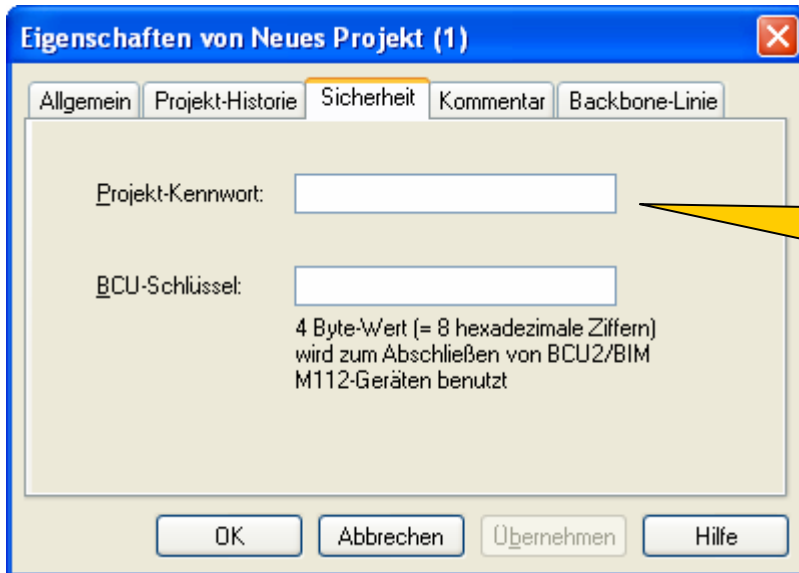 Eigenschaften von Neues Projekt (1)
Allgemein Projekt-Historie Sicherheit Kommentar Backbone-Linie
Projekt-Kennwort:
BCU-Schlüssel:
4 Byte-Wert (= 8 hexadezimale Ziffern)
wird zum Abschließen von BCU2/BIM
M112-Geräten benutzt
OK Abbrechen Übernehmen Hilfe